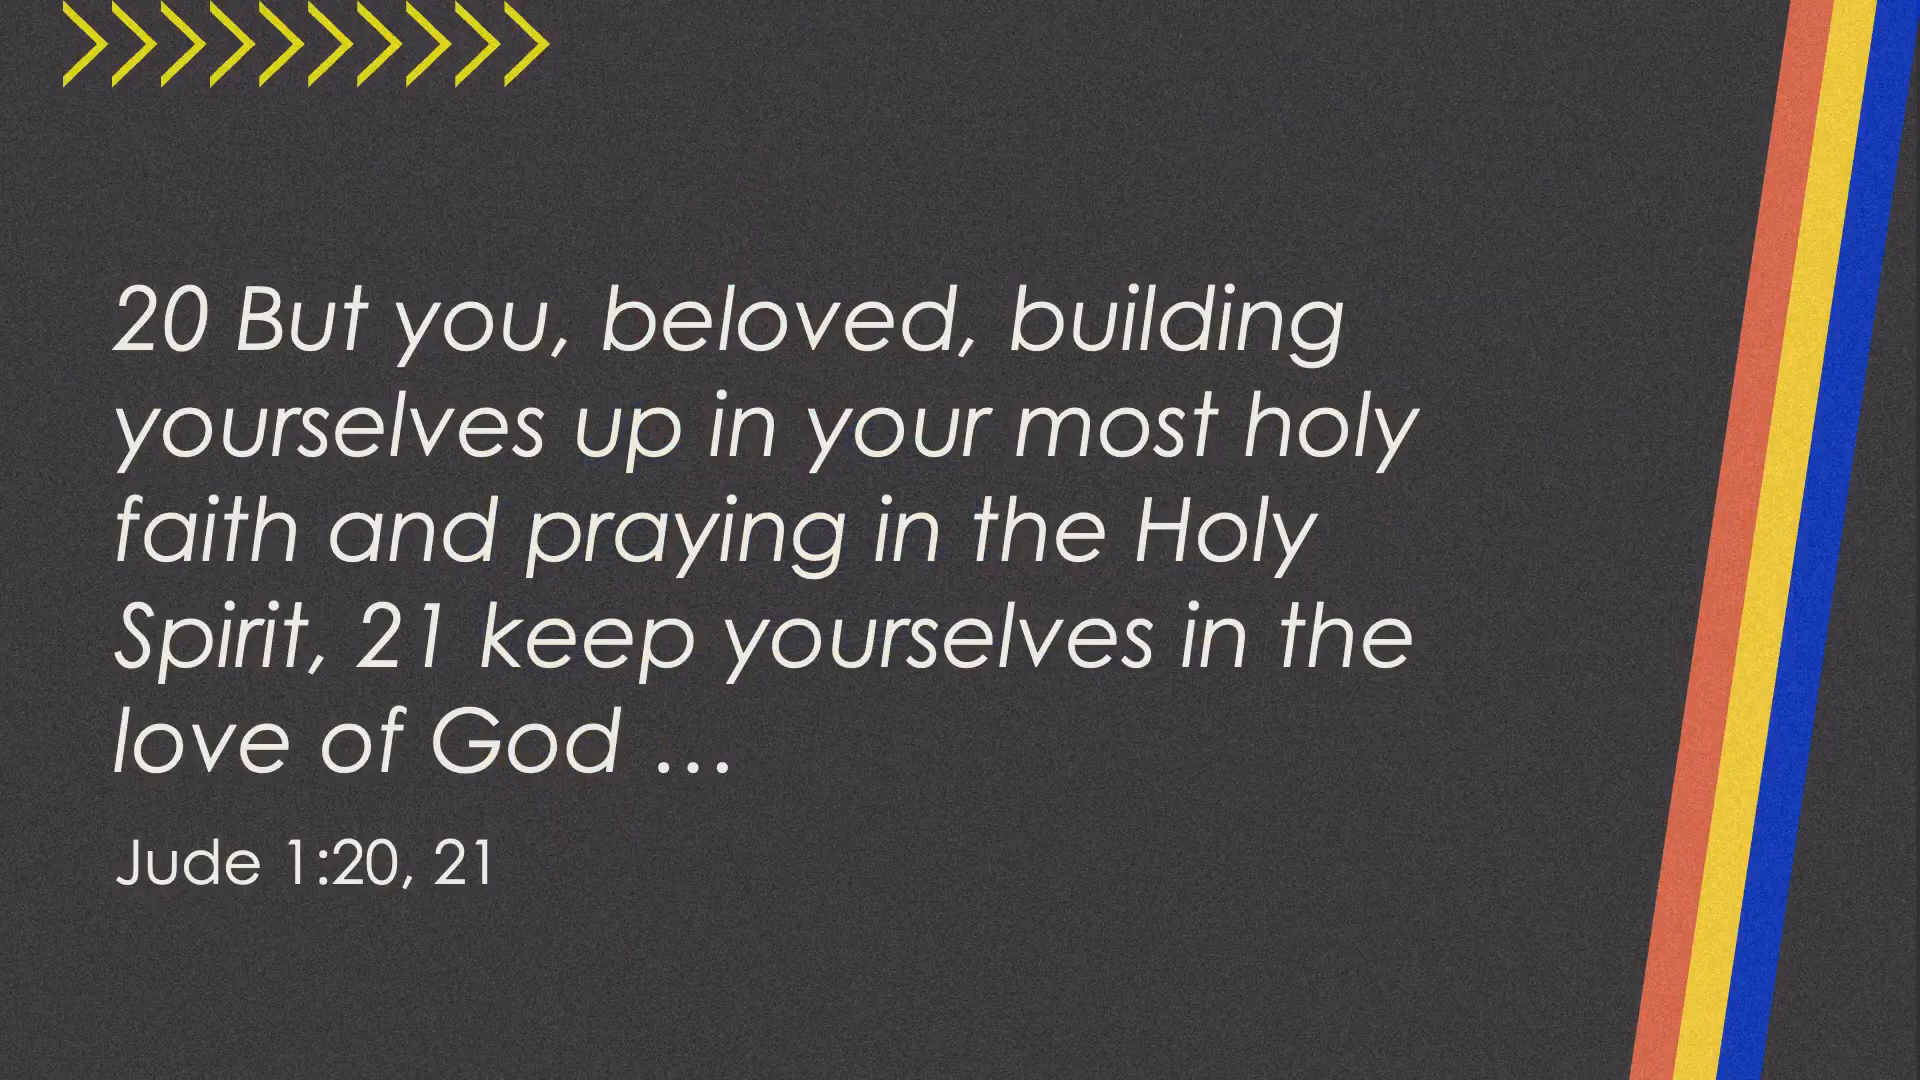 20 But you, beloved, building
yourselves up in your most holy
faith and praying in the Holy
Spirit, 21 keep yourselves in the
love of God …
Jude 1:20, 21